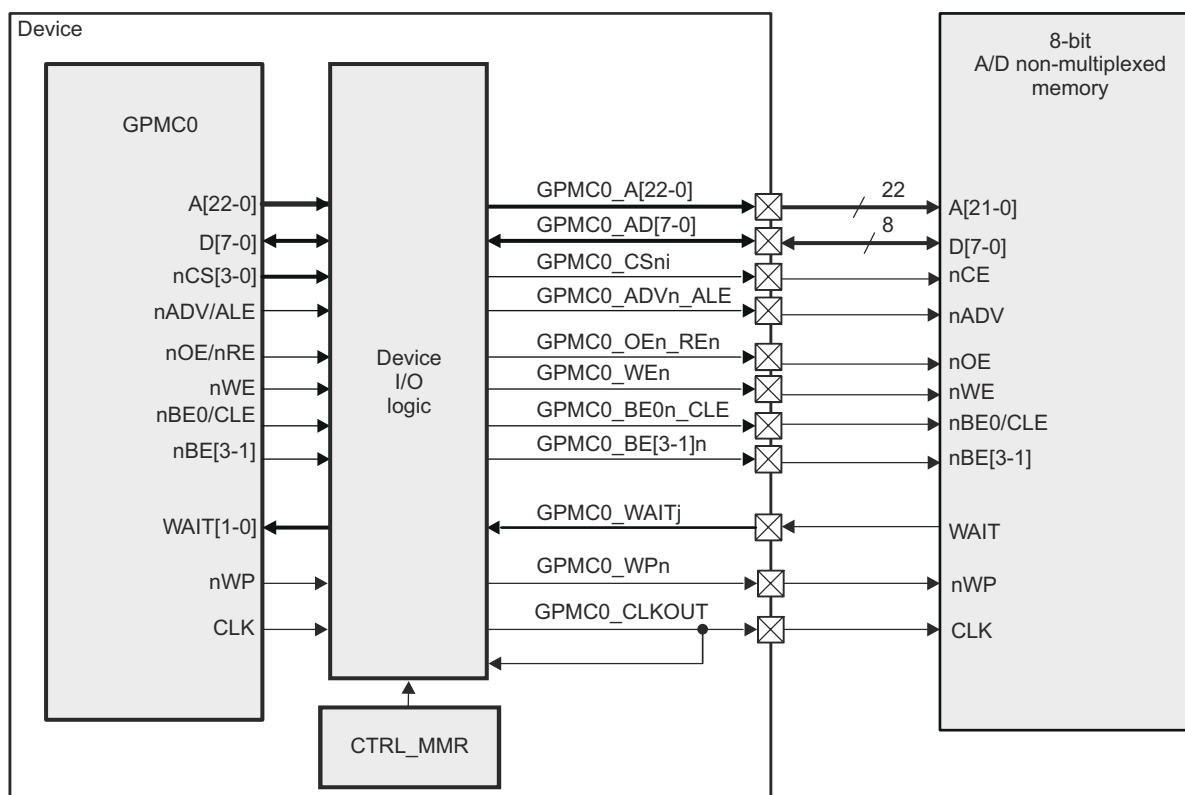 Device
GPMC0
A[22-0]
D[7-0]
nCS[3-0]
nADV/ALE
nOE/nRE
nWE
nBE0/CLE
nBE[3-1]
WAIT[1-0]
nWP
CLK
Device
I/O
logic
CTRL_MMR
GPMC0_A[22-0]
GPMC0_AD[7-0]
GPMC0_CSni
GPMC0_ADVn_ALE
GPMC0_OEn_REn
GPMC0_WEn
GPMC0_BE0n_CLE
GPMC0_BE[3-1]n
GPMC0_WAITj
GPMC0_WPn
GPMC0_CLKOUT
22
8
8-bit
A/D non-multiplexed
memory
A[21-0]
D[7-0]
nCE
nADV
nOE
nWE
nBE0/CLE
nBE[3-1]
WAIT
nWP
CLK